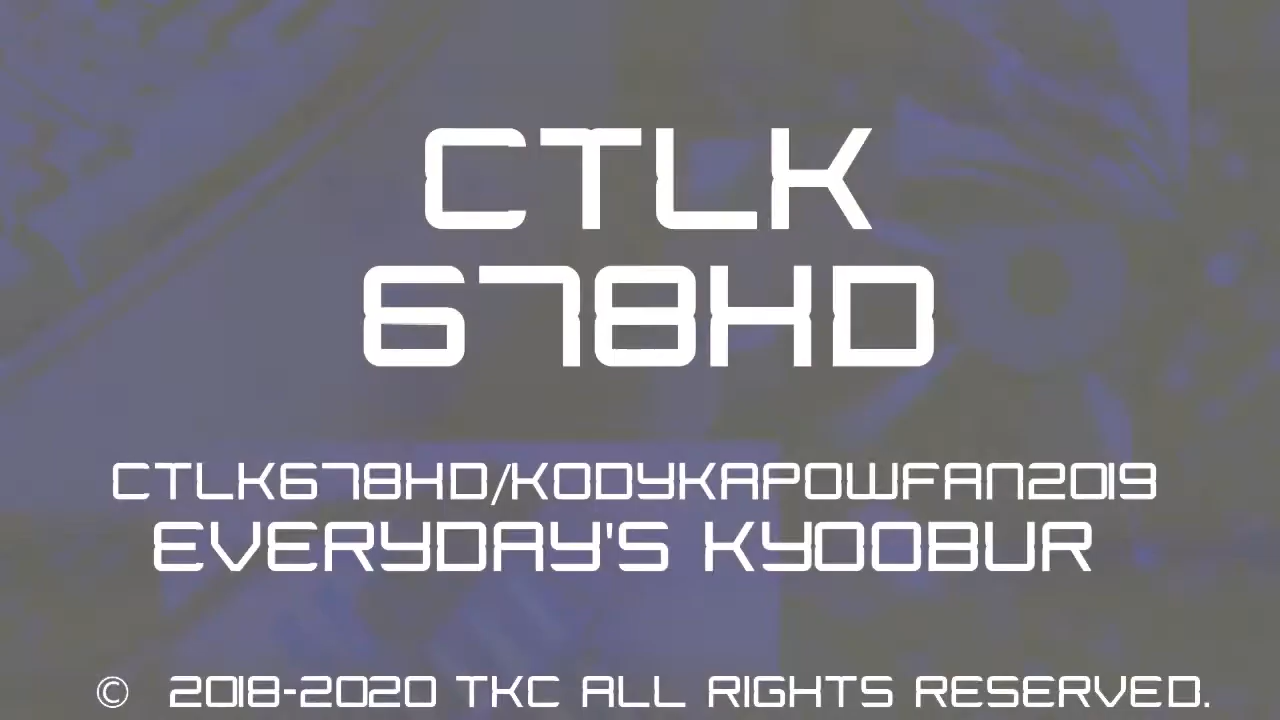 CTLK
678HD
CTLK678HD/KODYKAPOWFAN2019
EVERYDAY'S KYOOBUR
© 2018-2020 TKC ALL RIGHTS RESERVED.